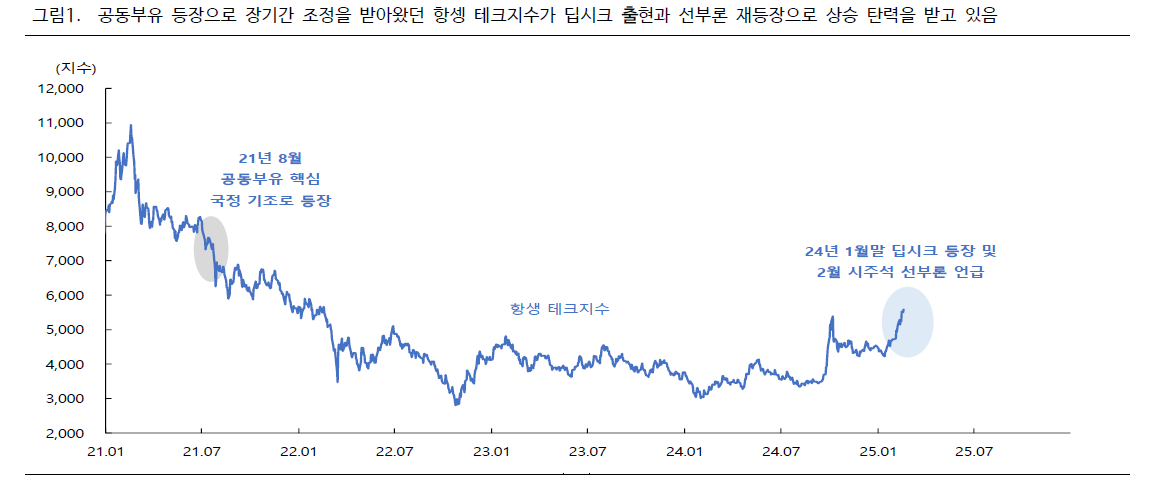 그림1. 공동부유 등장으로 장기간 조정을 받아왔던 항셍 테크지수가 딥시크 출현과 선부론 재등장으로 상승 탄력을 받고 있음
(지수)
12,000
11,000
10,000
9,000
8,000
7,000
6,000
5,000
4,000
3,000
2,000
21년 8월
공동부유 핵심
국정 기조로 등장
24년 1월말 딥시크 등장 및
2월 시주석 선부론 언급
항생 테크지수
21.01 21.07 22.01 22.07 23.01 23.07 24.01 24.07 25.01 25.07